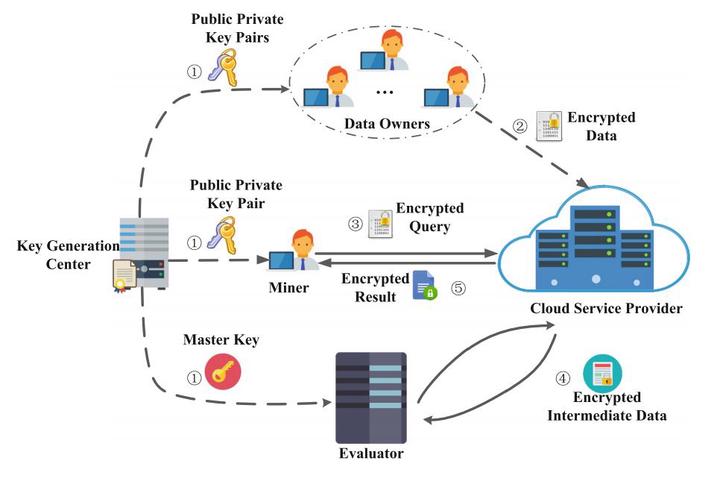 Public Private
Key Pairs
①
...
Data Owners
②
Encrypted
Data
Public Private
Key Pair
①
Key Generation
Center
Miner
③
Encrypted
Query
Encrypted
Result
⑤
Cloud Service Provider
Master Key
①
Evaluator
④
Encrypted
Intermediate Data